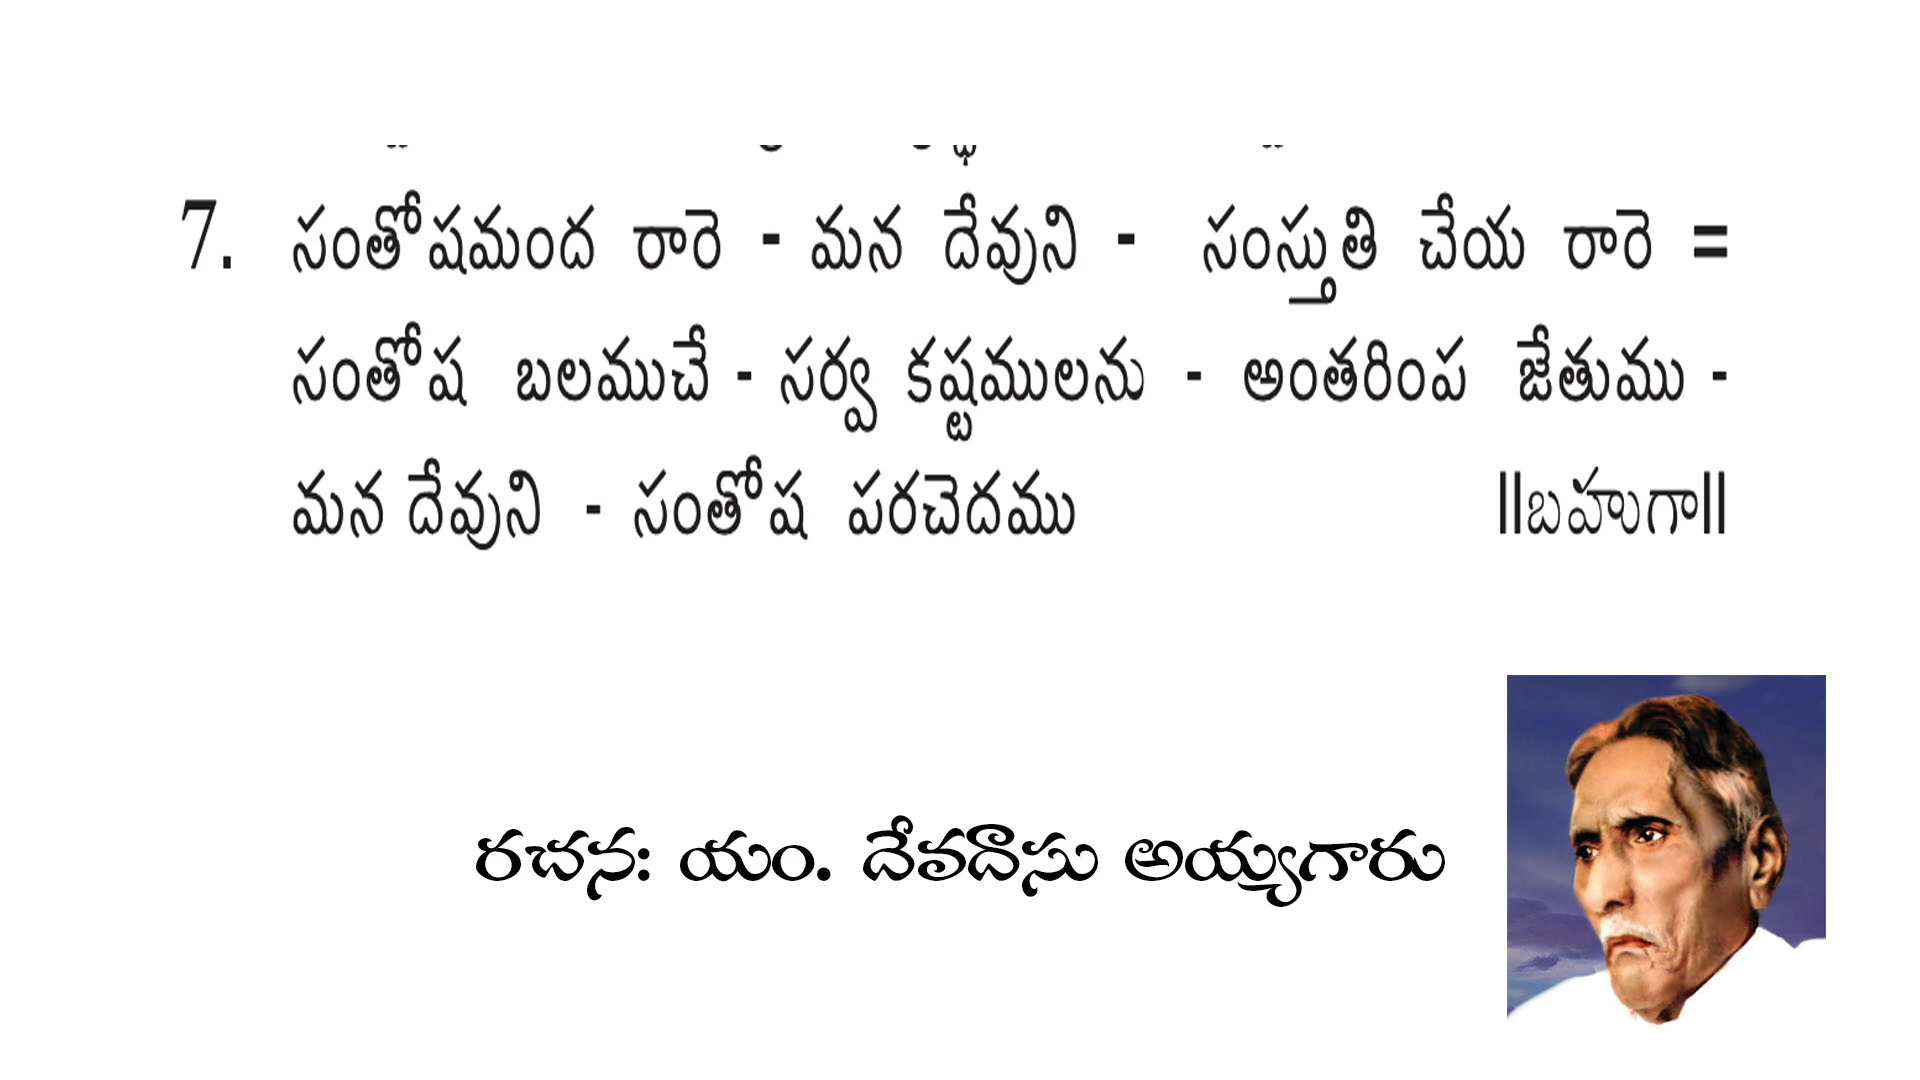 7. సంతోషమంద రారె - మన దేవుని - సంస్తుతి చేయ రారె =
సంతోష బలముచే - సర్వ కష్టములను - అంతరింప జేతుము -
మన దేవుని - సంతోష పరచెదము ||బహుగా||
రచన: యం. దేవదాసు అయ్యగారు